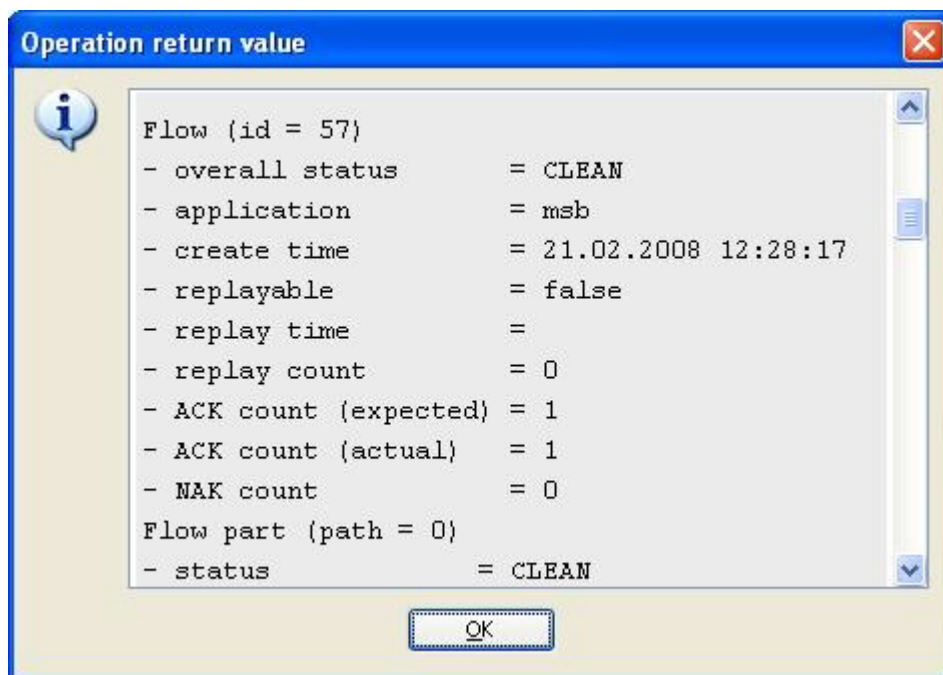 Operation return value
Flow (id = 57)
- overall status = CLEAN
- application = msb
- create time = 21.02.2008 12:28:17
- replayable = false
- replay time =
- replay count = 0
- ACK count (expected) = 1
- ACK count (actual) = 1
- NAK count = 0
Flow part (path = 0)
- status = CLEAN
OK